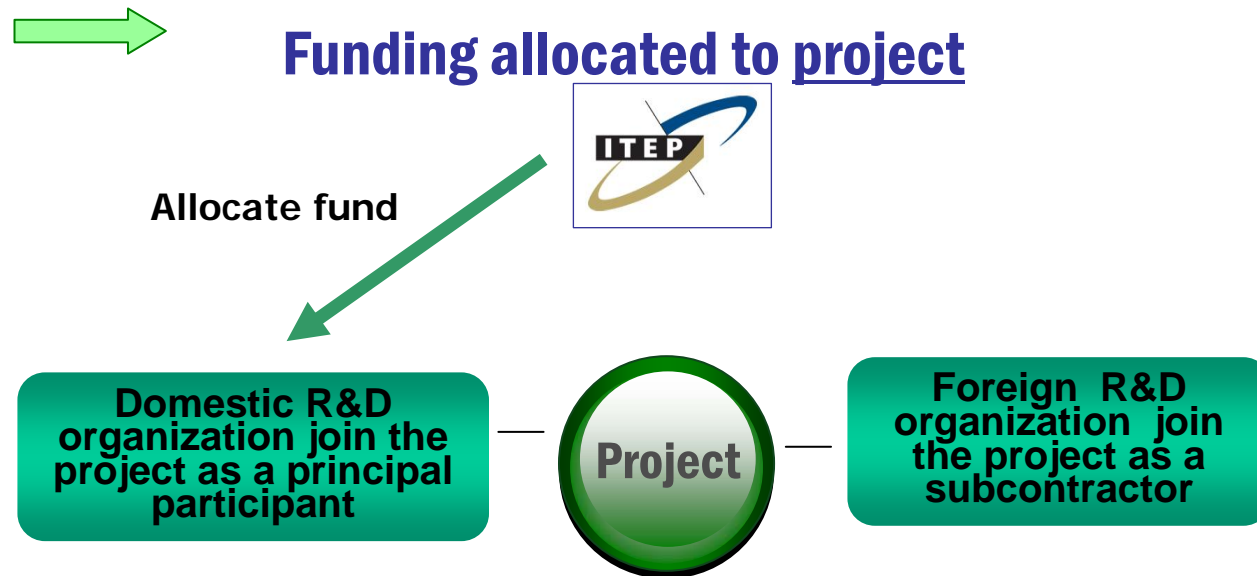 Funding allocated to project
ITEP
Allocate fund
Domestic R&D
organization join the
project as a principal
participant
Project
Foreign R&D
organization join
the project as a
subcontractor